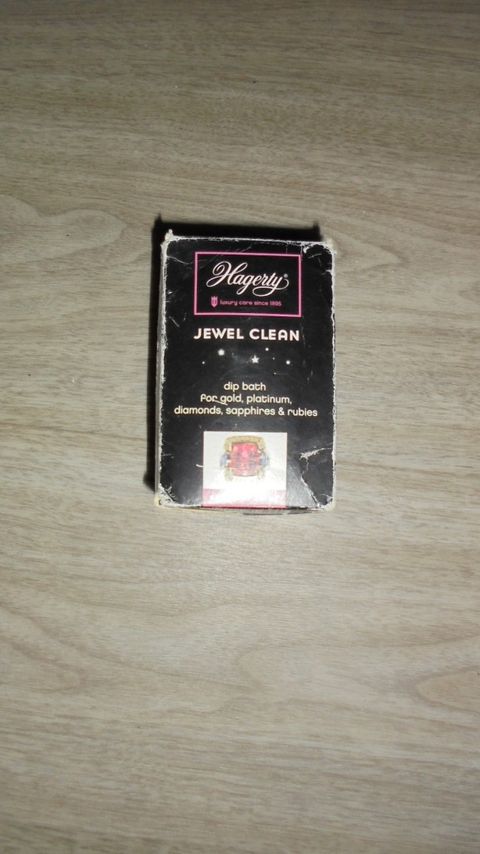 Hagerty®
luxury care since 1895
JEWEL CLEAN
dip bath
for gold, platinum,
diamonds, sapphires & rubies